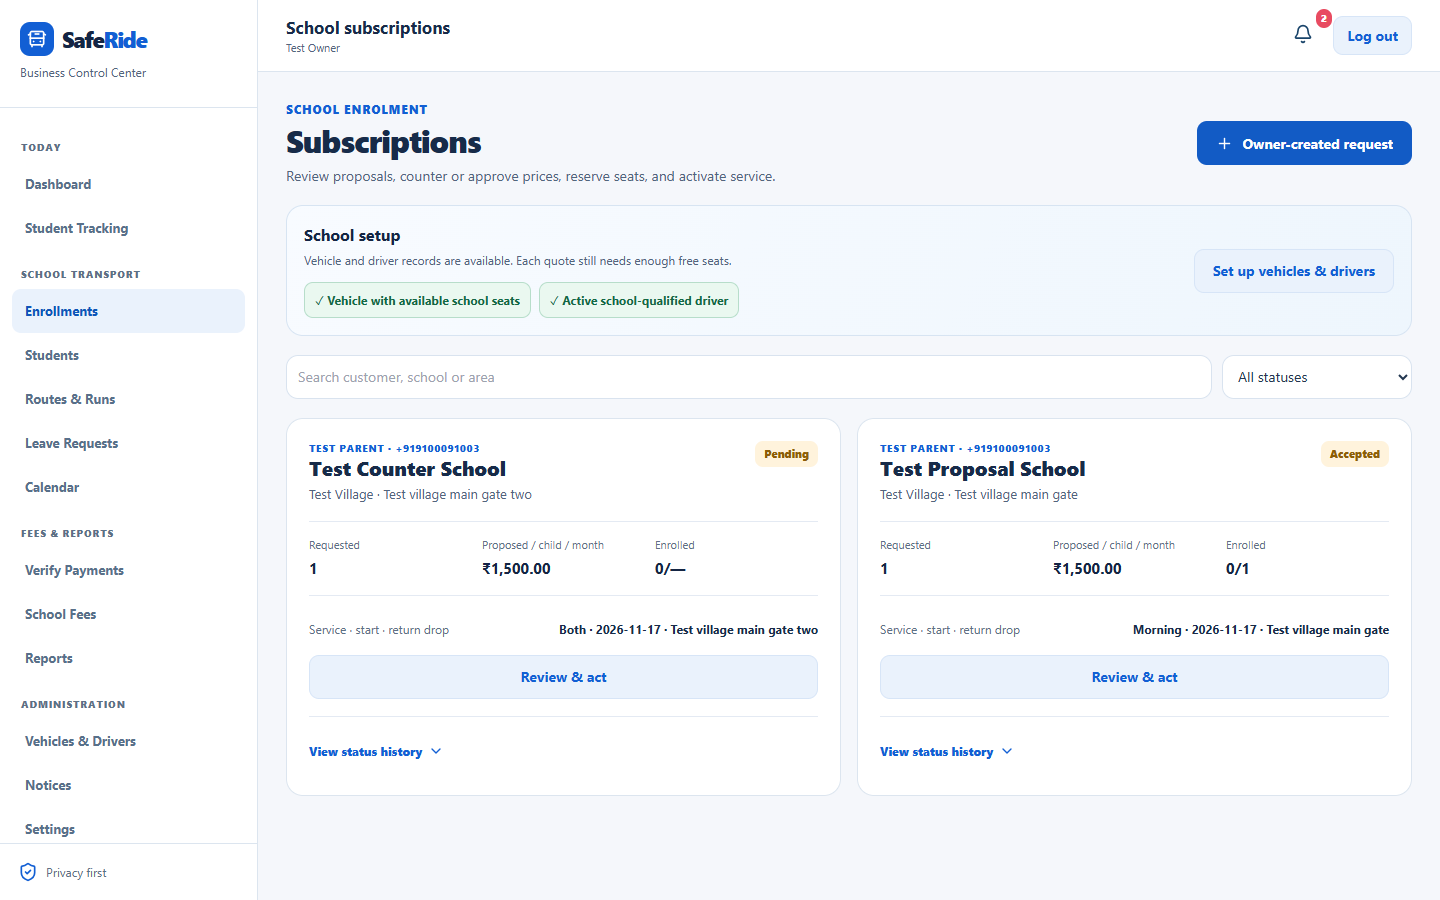 SafeRide
Business Control Center
TODAY
Dashboard
Student Tracking
SCHOOL TRANSPORT
Enrollments
Students
Routes & Runs
Leave Requests
Calendar
FEES & REPORTS
Verify Payments
School Fees
Reports
ADMINISTRATION
Vehicles & Drivers
Notices
Settings
Privacy first
School subscriptions
Test Owner
2
Log out
SCHOOL ENROLMENT
Subscriptions
Review proposals, counter or approve prices, reserve seats, and activate service.
+ Owner-created request
School setup
Vehicle and driver records are available. Each quote still needs enough free seats.
✓ Vehicle with available school seats
✓ Active school-qualified driver
Set up vehicles & drivers
Search customer, school or area
All statuses
TEST PARENT · +919100091003
Pending
Test Counter School
Test Village · Test village main gate two
Requested
Proposed / child / month
Enrolled
1
₹1,500.00
0/—
Service · start · return drop
Both · 2026-11-17 · Test village main gate two
Review & act
View status history
TEST PARENT · +919100091003
Accepted
Test Proposal School
Test Village · Test village main gate
Requested
Proposed / child / month
Enrolled
1
₹1,500.00
0/1
Service · start · return drop
Morning · 2026-11-17 · Test village main gate
Review & act
View status history